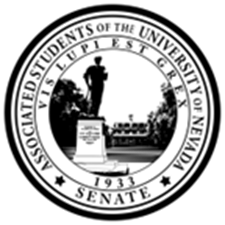 ASSOCIATED STUDENTS OF THE UNIVERSITY OF NEVADA
VIS LUPI EST GREX
1933
SENATE